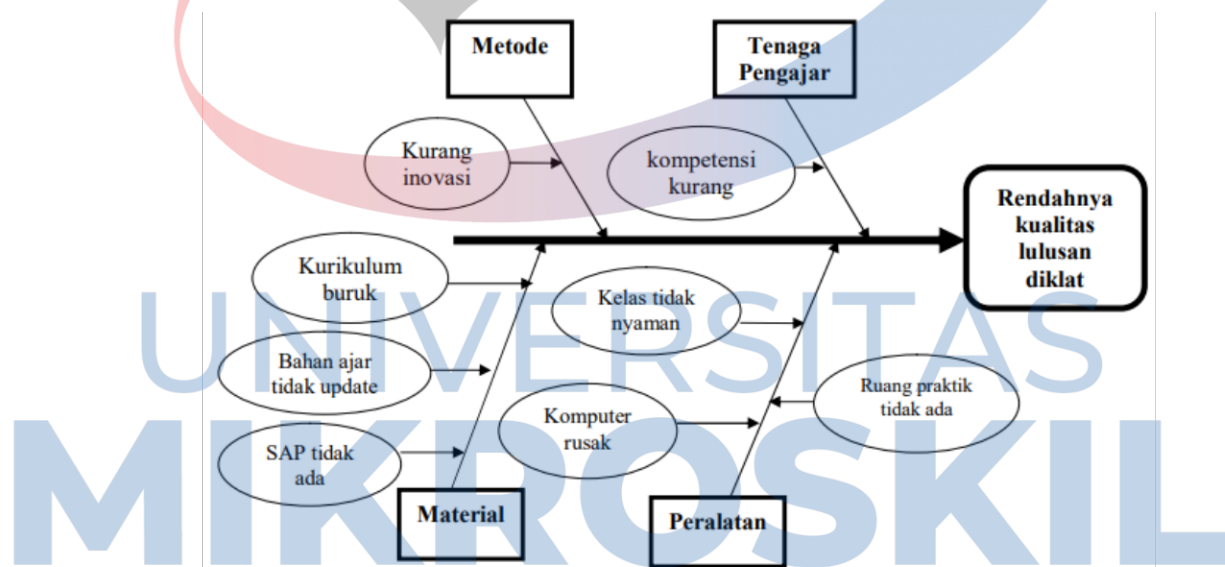 Metode
Tenaga
Pengajar
Kurang
inovasi
kompetensi
kurang
Rendahnya
kualitas
lulusan
diklat
Kurikulum
buruk
Kelas tidak
nyaman
Bahan ajar
tidak update
Ruang praktik
tidak ada
Komputer
rusak
SAP tidak
ada
Material
Peralatan
UNIVERSITAS
MIKROSKIL